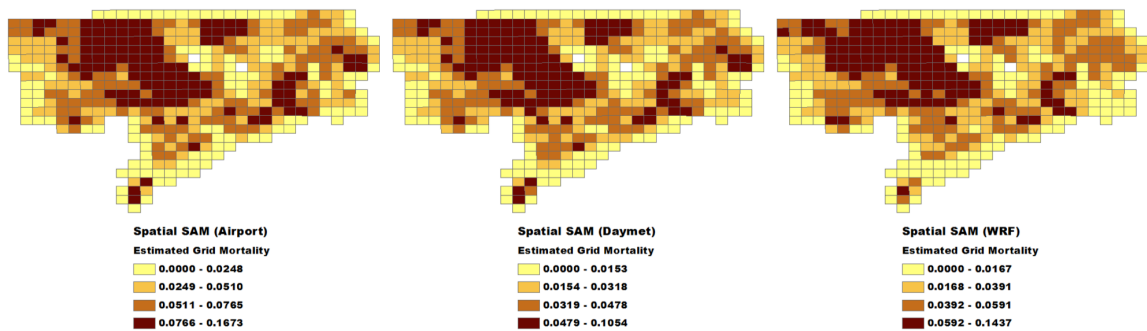 Spatial SAM (Airport)
Estimated Grid Mortality
0.0000 - 0.0248
0.0249 - 0.0510
0.0511 - 0.0765
0.0766 - 0.1673
Spatial SAM (Daymet)
Estimated Grid Mortality
0.0000 - 0.0153
0.0154 - 0.0318
0.0319 - 0.0478
0.0479 - 0.1054
Spatial SAM (WRF)
Estimated Grid Mortality
0.0000 - 0.0167
0.0168 - 0.0391
0.0392 - 0.0591
0.0592 - 0.1437